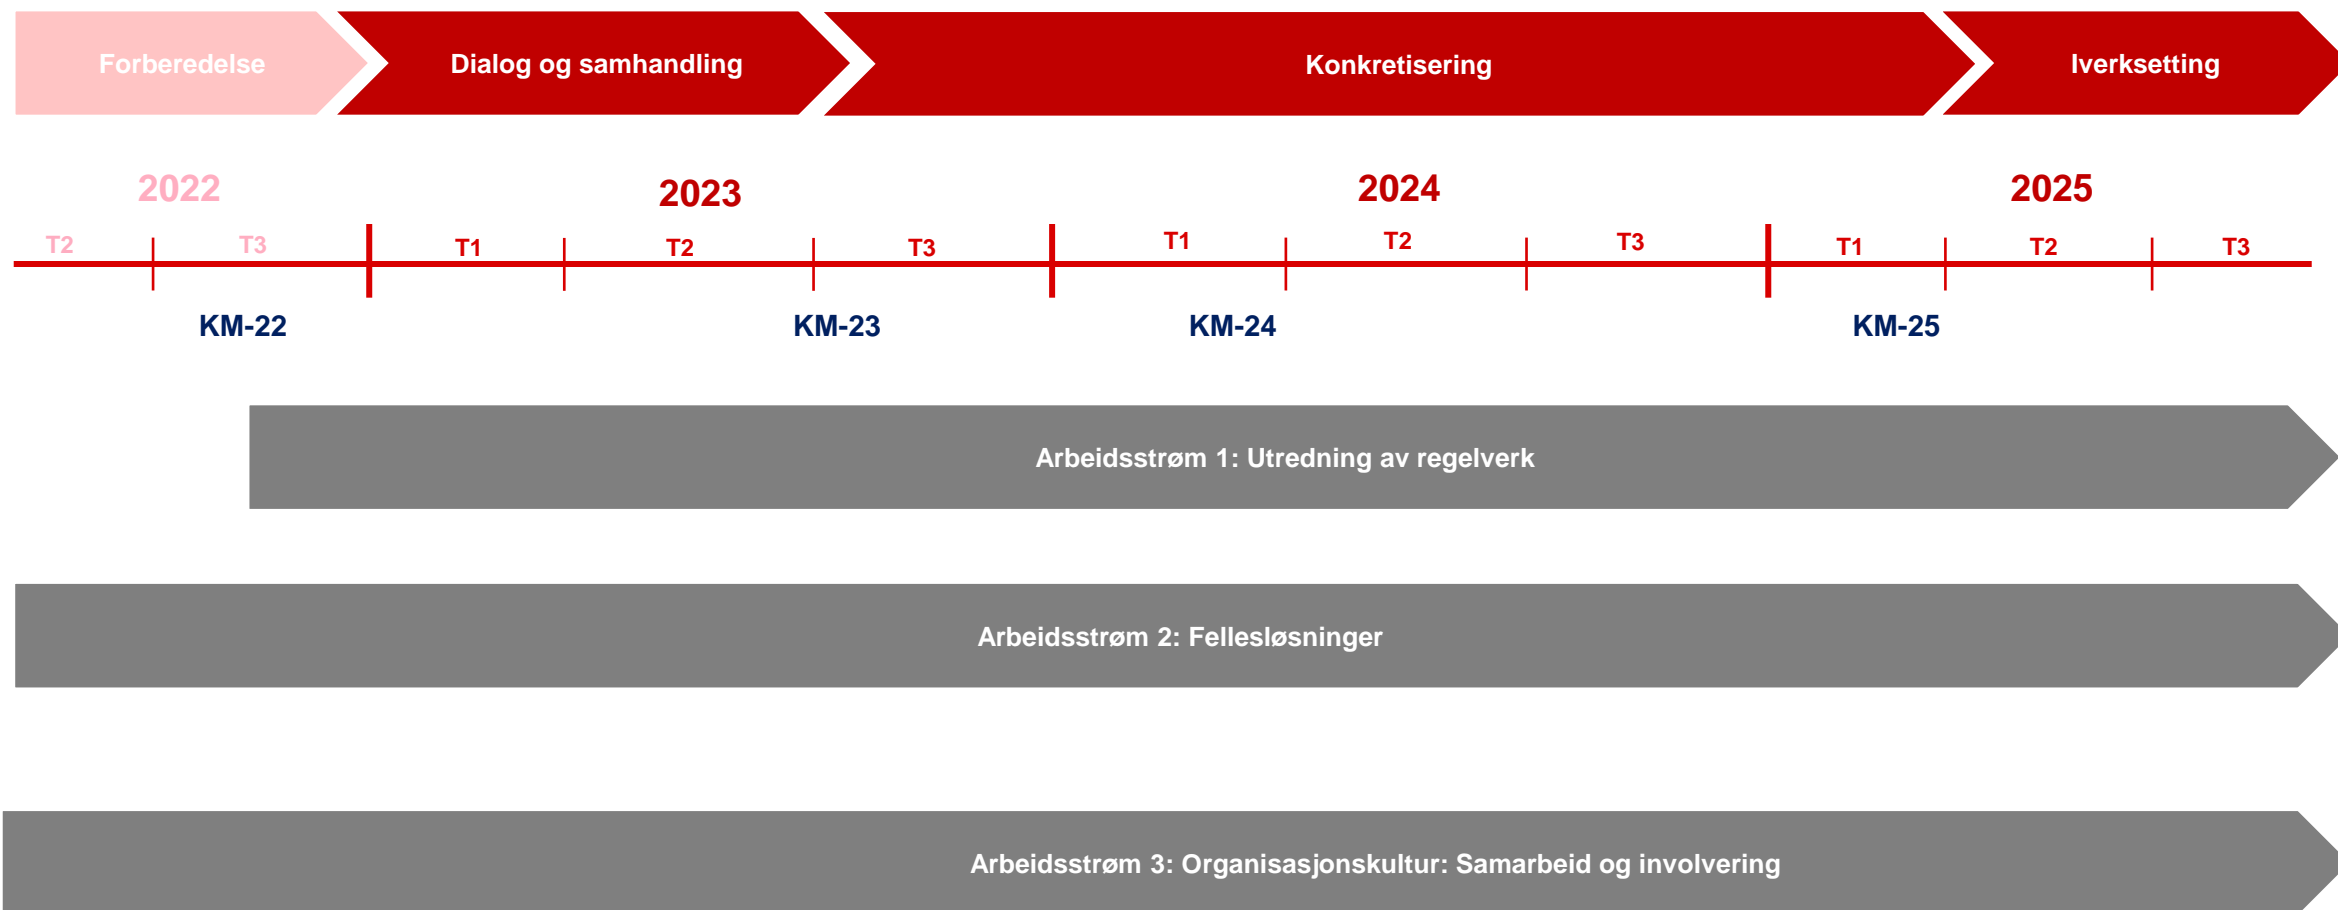 Forberedelse
Dialog og samhandling
Konkretisering
Iverksetting
2022
2023
2024
2025
T2
T3
T1
T2
T3
T1
T2
T3
T1
T2
T3
KM-22
KM-23
KM-24
KM-25
Arbeidsstrøm 1: Utredning av regelverk
Arbeidsstrøm 2: Fellesløsninger
Arbeidsstrøm 3: Organisasjonskultur: Samarbeid og involvering